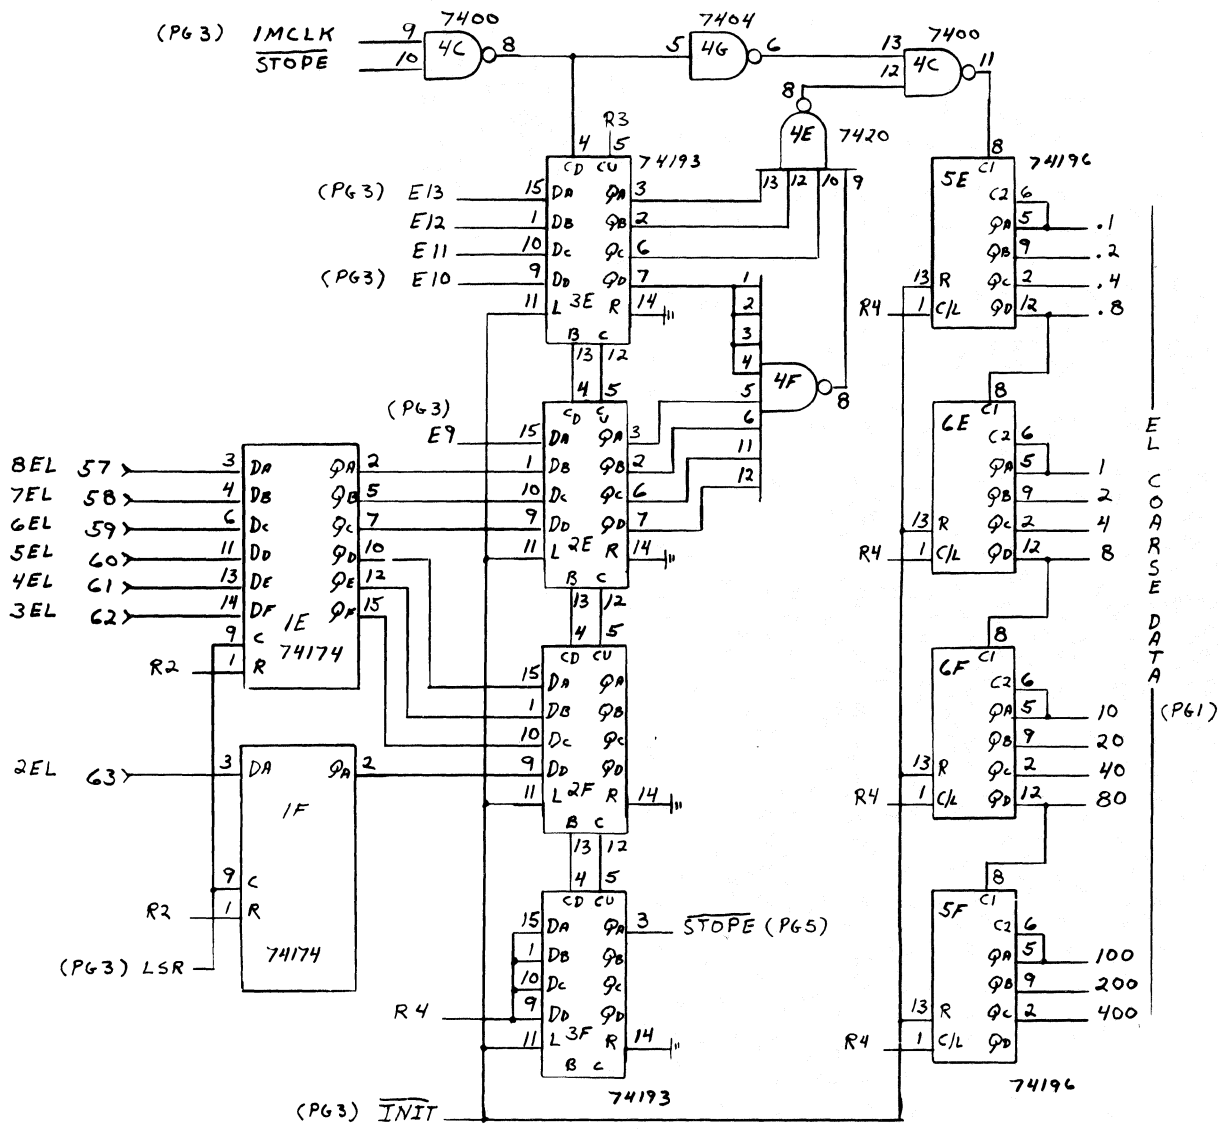 7400
7404
7400
(PG3) 1MCLK 9 4C 8 5 4G 6 13 4C 11
STOPE 10 12
8
4E 7420
R3
4 5 74193 13 12 10 9
CD CU
(PG3) E13 15 DA QA 3
E12 1 DB QB 2
E11 10 DC QC 6
(PG3) E10 9 DD QD 7
11 L 3E R 14
B C
13 12
1
2
3
4
5
6
11
12
4F 8
8 74196
C1
5E C2 6
QA 5 .1
QB 9 .2
13 R QC 2 .4
R4 1 C/L QD 12 .8
4 5
CD CU
(PG3)
E9 15 DA QA 3
1 DB QB 2
10 DC QC 6
9 DD QD 7
11 L 2E R 14
B C
13 12
8
C1
6E C2 6
QA 5 1
QB 9 2
13 R QC 2 4
R4 1 C/L QD 12 8
8EL 57 3 DA QA 2
7EL 58 4 DB QB 5
6EL 59 6 DC QC 7
5EL 60 11 DD QD 10
4EL 61 13 DE QE 12
3EL 62 14 DF QF 15
9 C 1E
R2 1 R 74174
4 5
CD CU
15 DA QA
1 DB QB
10 DC QC
9 DD QD
11 L 2F R 14
B C
13 12
8
C1
6F C2 6
QA 5 10
QB 9 20
13 R QC 2 40
R4 1 C/L QD 12 80
EL COARSE DATA
(PG1)
2EL 63 3 DA QA 2
1F
9 C
R2 1 R
74174
(PG3) LSR
4 5
CD CU
15 DA QA 3 STOPE (PG5)
1 DB QB
10 DC QC
R4 9 DD QD
11 L 3F R 14
B C
74193
8
C1
5F C2 6
QA 5 100
QB 9 200
13 R QC 2 400
R4 1 C/L QD
74196
(PG3) INIT